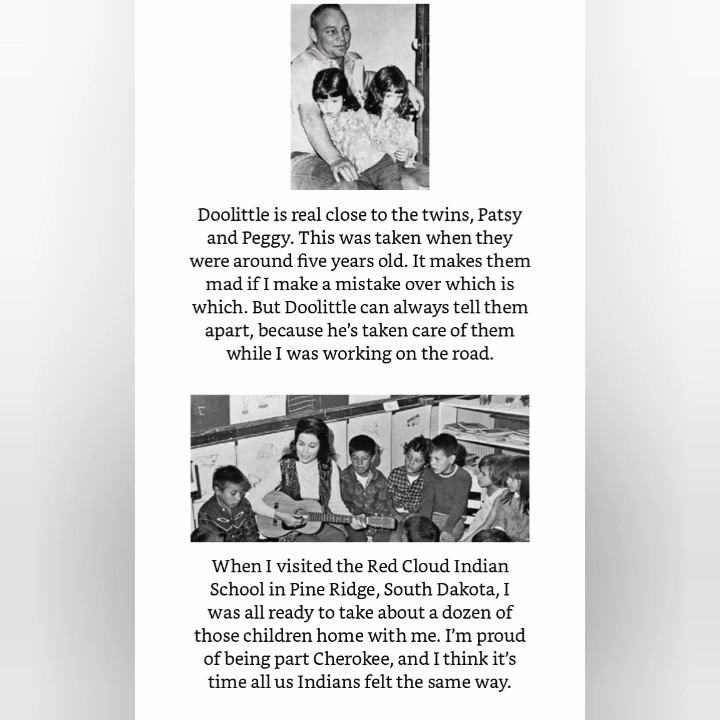 Doolittle is real close to the twins, Patsy
and Peggy. This was taken when they
were around five years old. It makes them
mad if I make a mistake over which is
which. But Doolittle can always tell them
apart, because he’s taken care of them
while I was working on the road.
When I visited the Red Cloud Indian
School in Pine Ridge, South Dakota, I
was all ready to take about a dozen of
those children home with me. I’m proud
of being part Cherokee, and I think it’s
time all us Indians felt the same way.